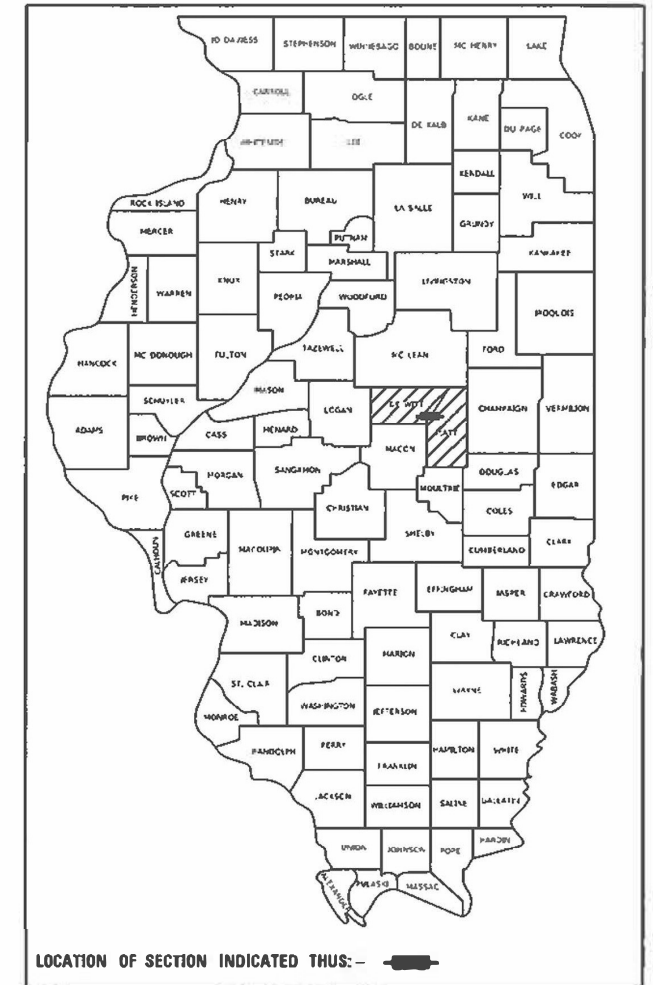 JO DAVIESS STEPHENSON WINNEBAGO BOONE MC HENRY LAKE
CARROLL OGLE
DE KALB KANE DU PAGE COOK
WHITESIDE LEE
KENDALL
ROCK ISLAND HENRY BUREAU LA SALLE WILL
GRUNDY
MERCER PUTNAM
STARK MARSHALL KANKAKEE
HENDERSON WARREN KNOX PEORIA WOODFORD LIVINGSTON
IROQUOIS
HANCOCK MC DONOUGH FULTON TAZEWELL MC LEAN FORD
MASON
SCHUYLER LOGAN DE WITT CHAMPAIGN VERMILION
ADAMS BROWN CASS MENARD PIATT
MACON
MORGAN SANGAMON DOUGLAS
PIKE SCOTT MOULTRIE EDGAR
CHRISTIAN COLES
GREENE MACOUPIN MONTGOMERY SHELBY
CALHOUN CUMBERLAND CLARK
JERSEY
FAYETTE EFFINGHAM JASPER CRAWFORD
MADISON BOND
CLAY RICHLAND LAWRENCE
CLINTON MARION
ST. CLAIR
WAYNE EDWARDS WABASH
MONROE WASHINGTON JEFFERSON
RANDOLPH PERRY HAMILTON WHITE
FRANKLIN
JACKSON WILLIAMSON SALINE GALLATIN
UNION JOHNSON POPE HARDIN
ALEXANDER PULASKI MASSAC
LOCATION OF SECTION INDICATED THUS:-